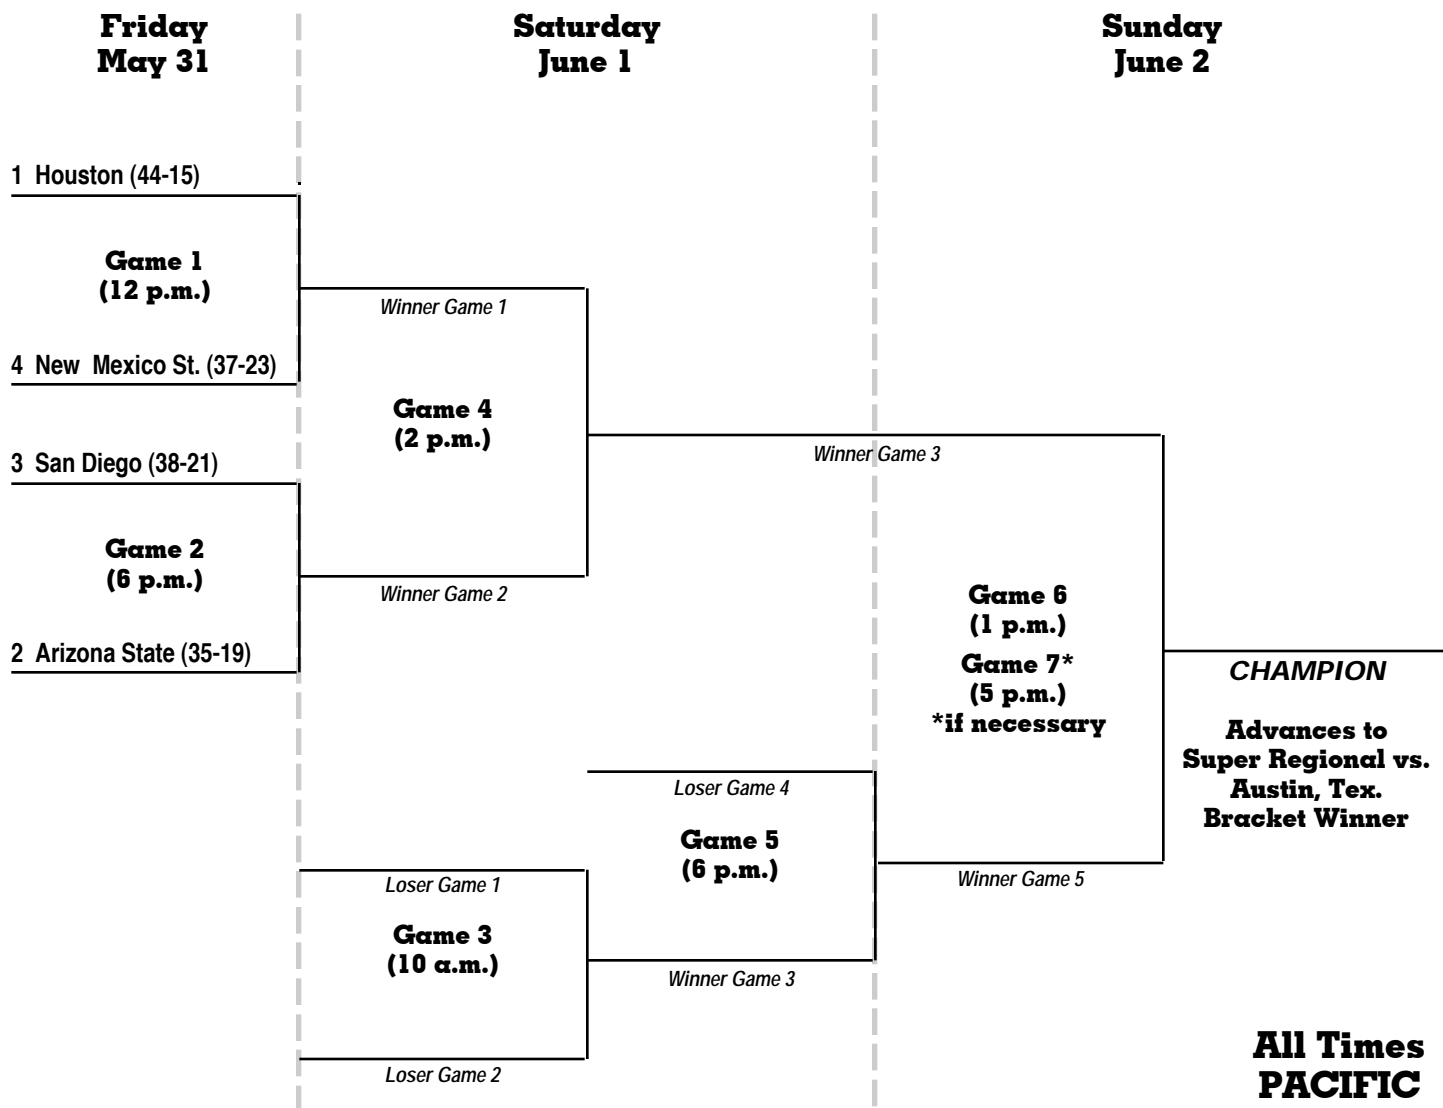 Friday
May 31
Saturday
June 1
Sunday
June 2
1 Houston (44-15)
Game 1
(12 p.m.)
4 New Mexico St. (37-23)
3 San Diego (38-21)
Game 2
(6 p.m.)
2 Arizona State (35-19)
Winner Game 1
Game 4
(2 p.m.)
Winner Game 2
Loser Game 1
Game 3
(10 a.m.)
Loser Game 2
Loser Game 4
Game 5
(6 p.m.)
Winner Game 3
Winner Game 3
Game 6
(1 p.m.)
Game 7*
(5 p.m.)
*if necessary
Winner Game 5
CHAMPION
Advances to
Super Regional vs.
Austin, Tex.
Bracket Winner
All Times
PACIFIC